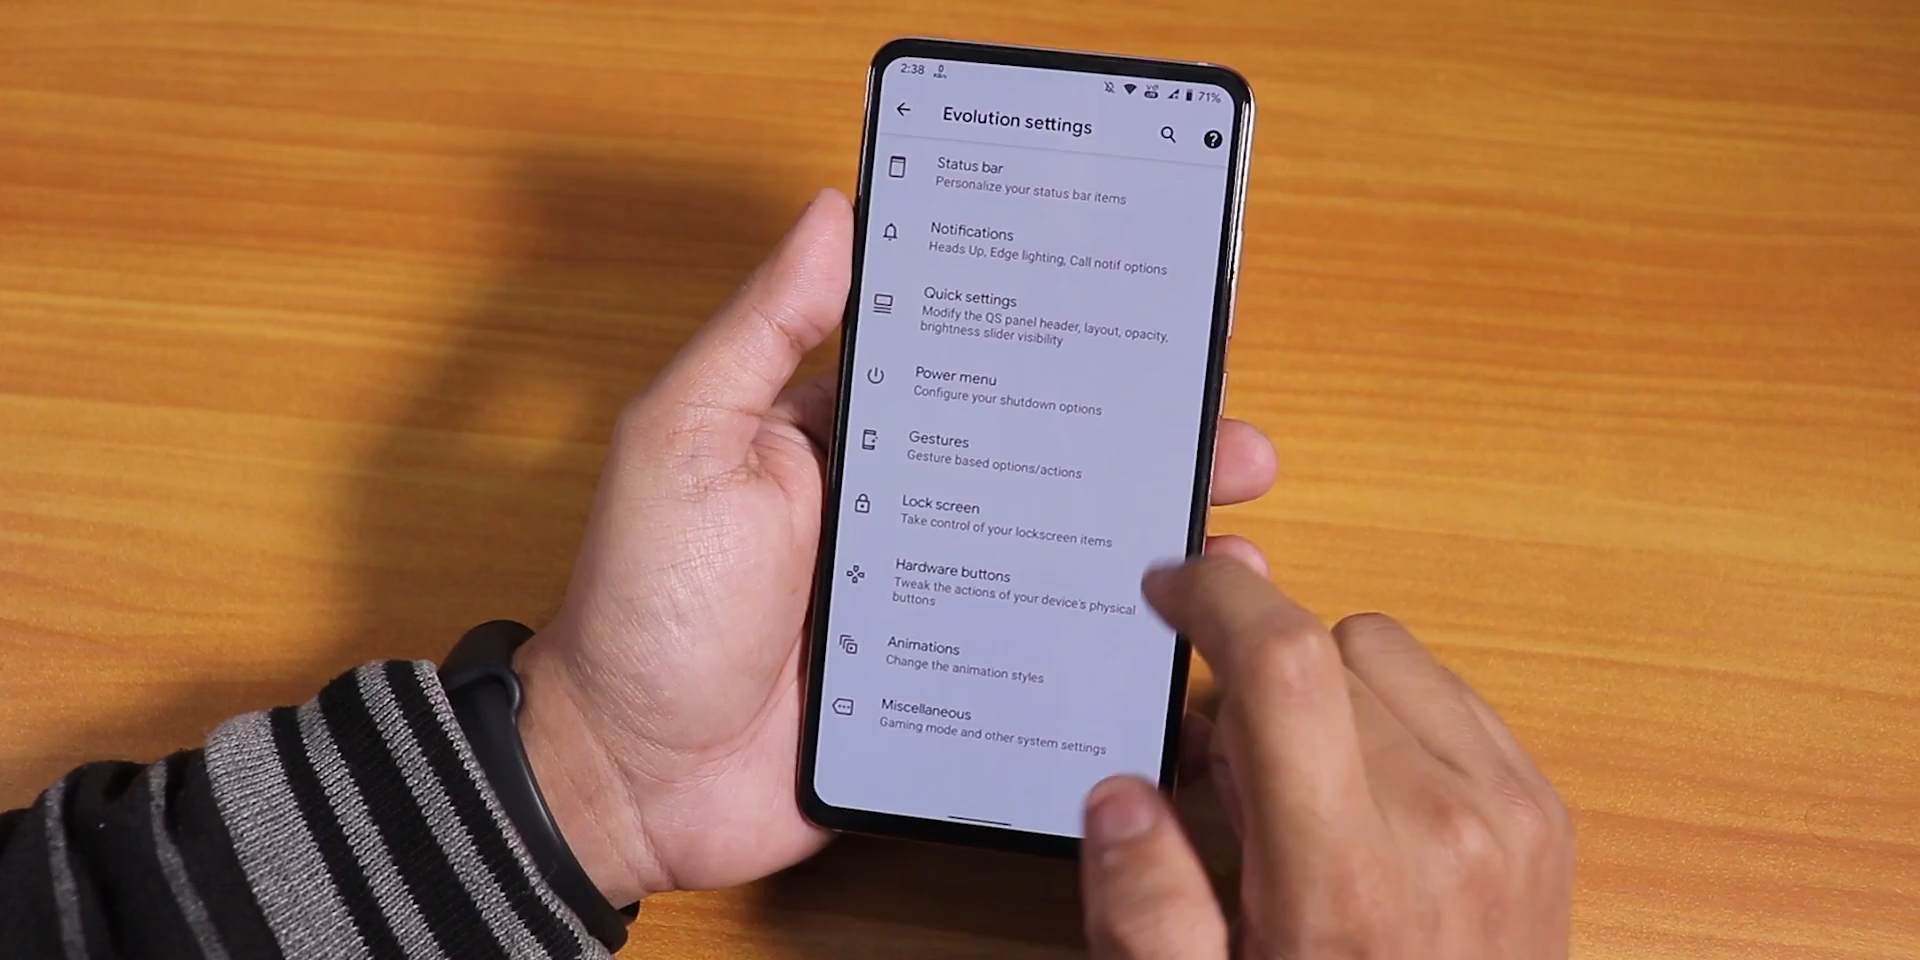 2:38 0 KB/s 71%
Evolution settings
Status bar
Personalize your status bar items
Notifications
Heads Up, Edge lighting, Call notif options
Quick settings
Modify the QS panel header, layout, opacity,
brightness slider visibility
Power menu
Configure your shutdown options
Gestures
Gesture based options/actions
Lock screen
Take control of your lockscreen items
Hardware buttons
Tweak the actions of your device's physical
buttons
Animations
Change the animation styles
Miscellaneous
Gaming mode and other system settings